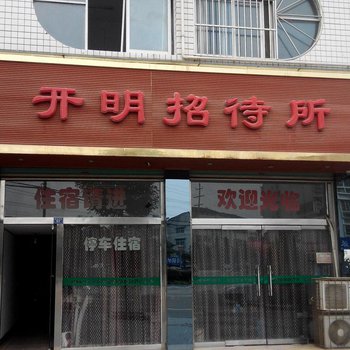 开明招待所
住宿请进
欢迎光临
停车住宿